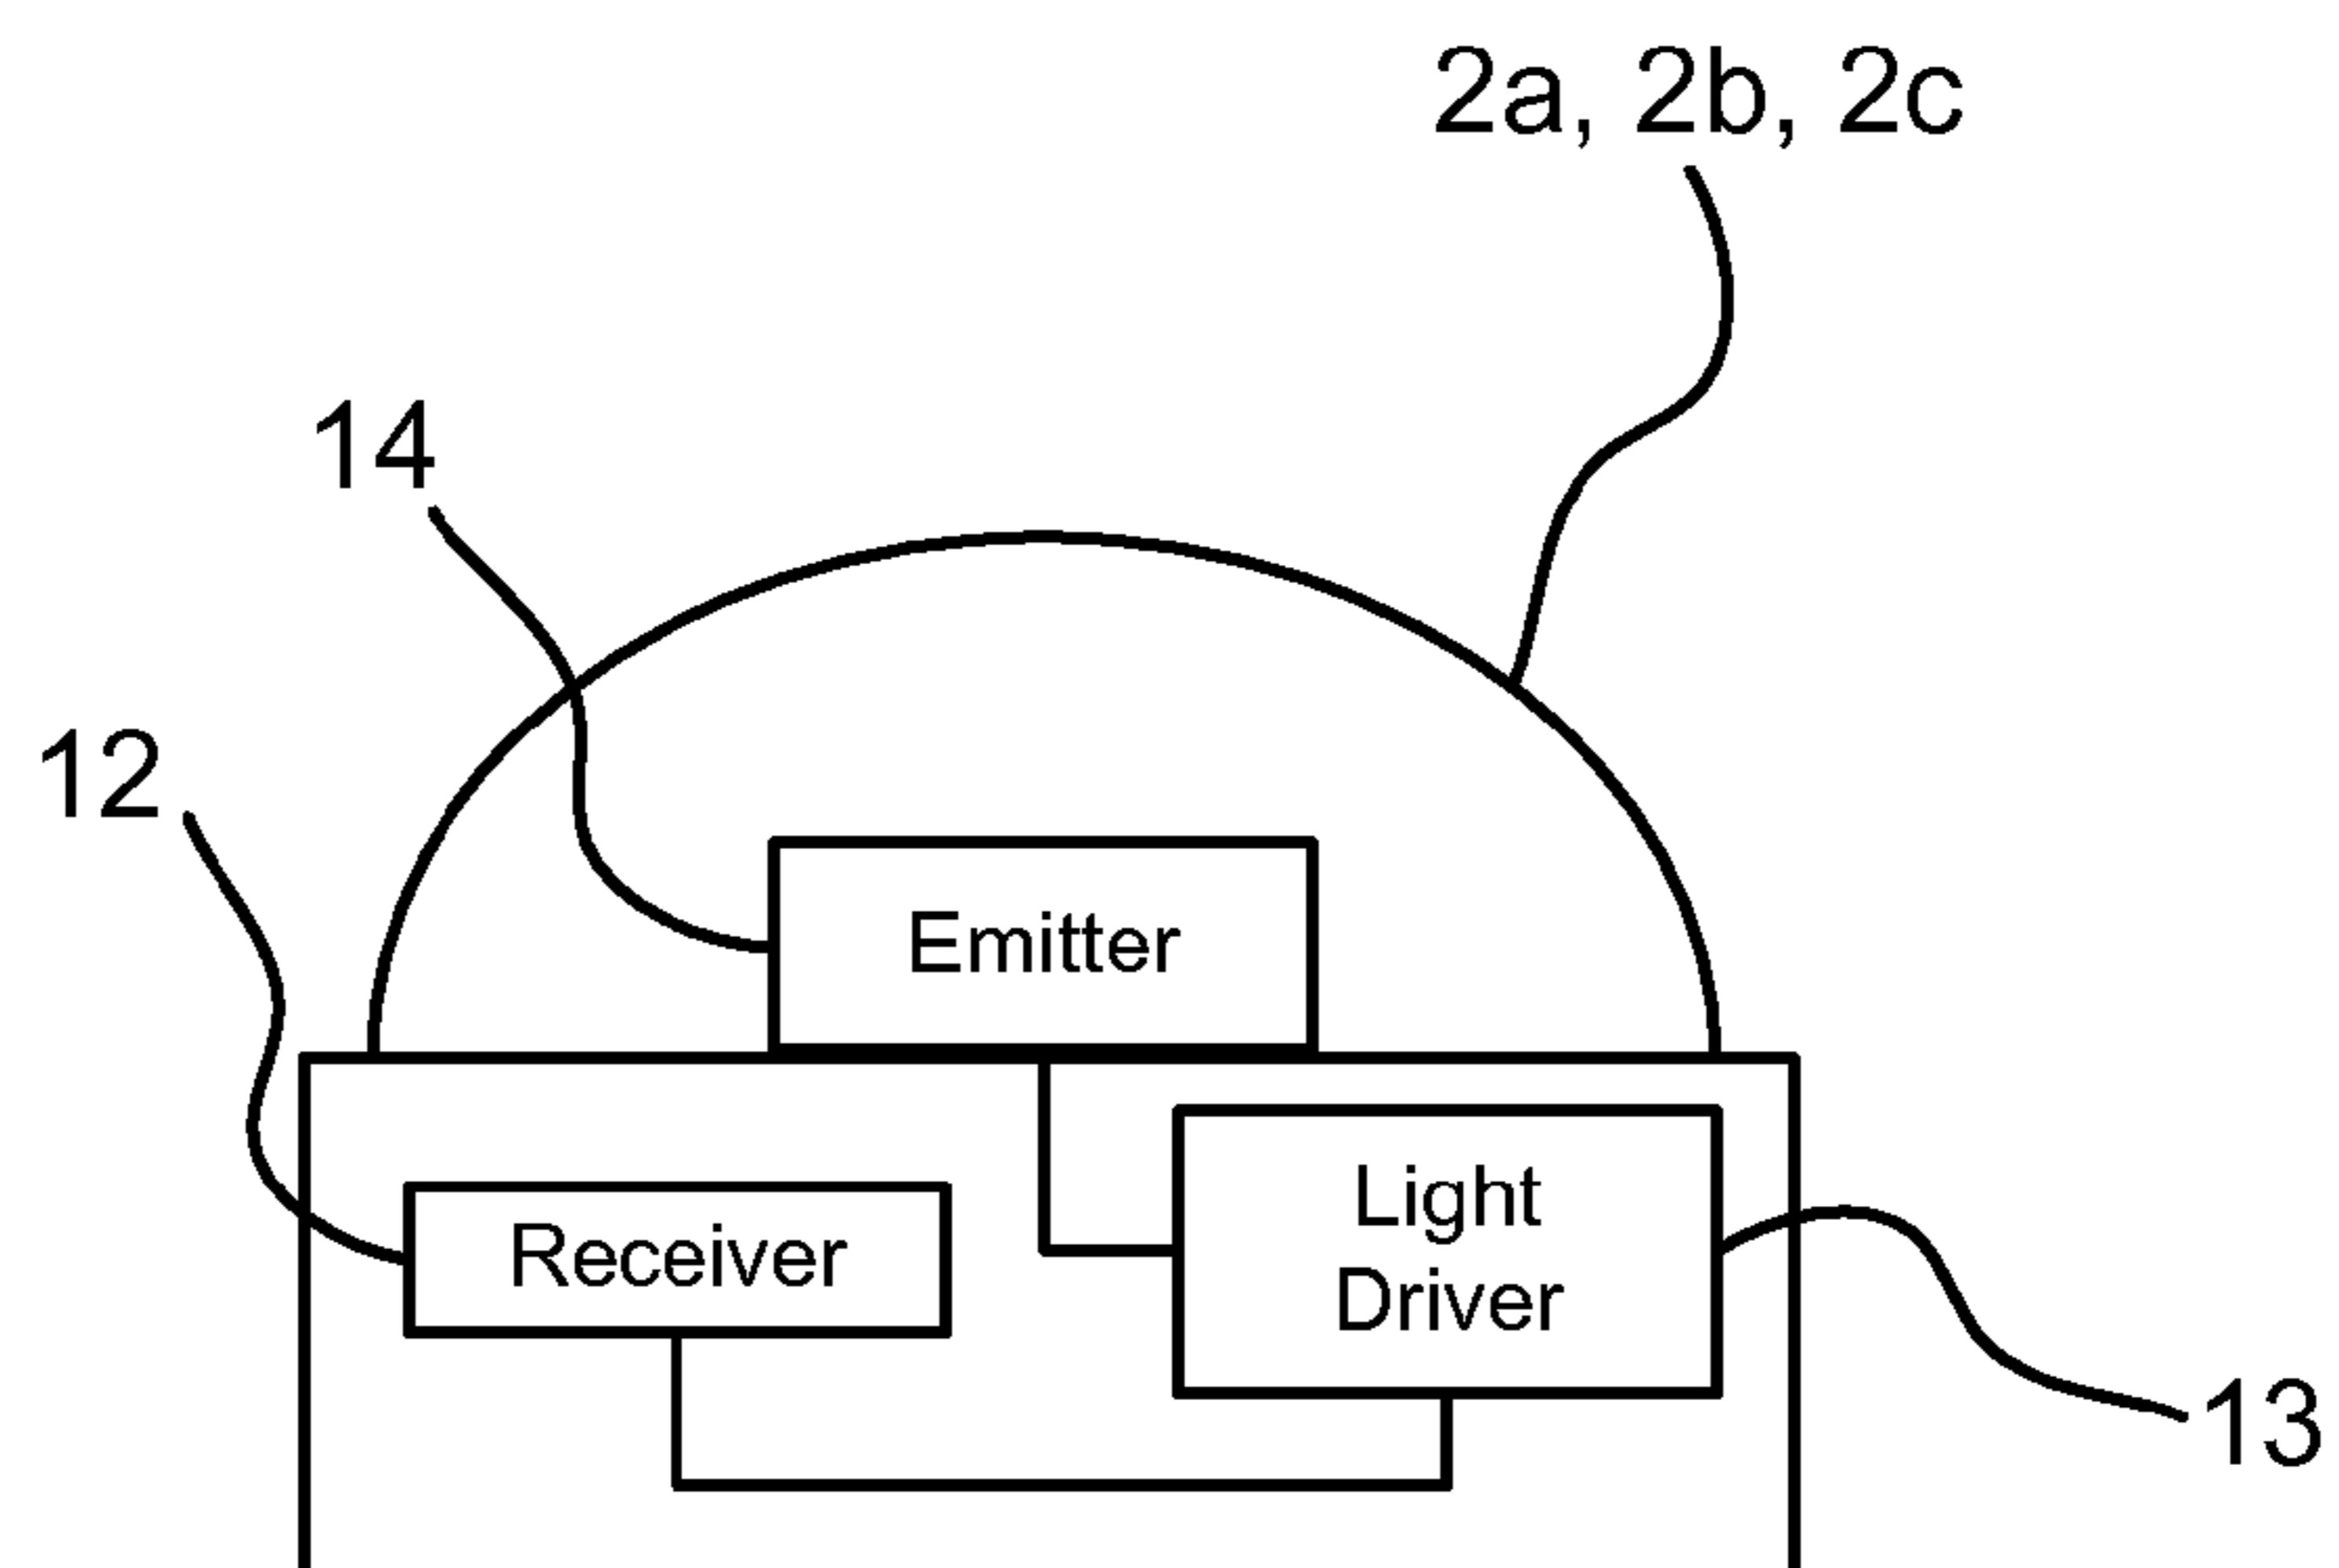 2a, 2b, 2c
14
12
Emitter
Light
Driver
Receiver
13